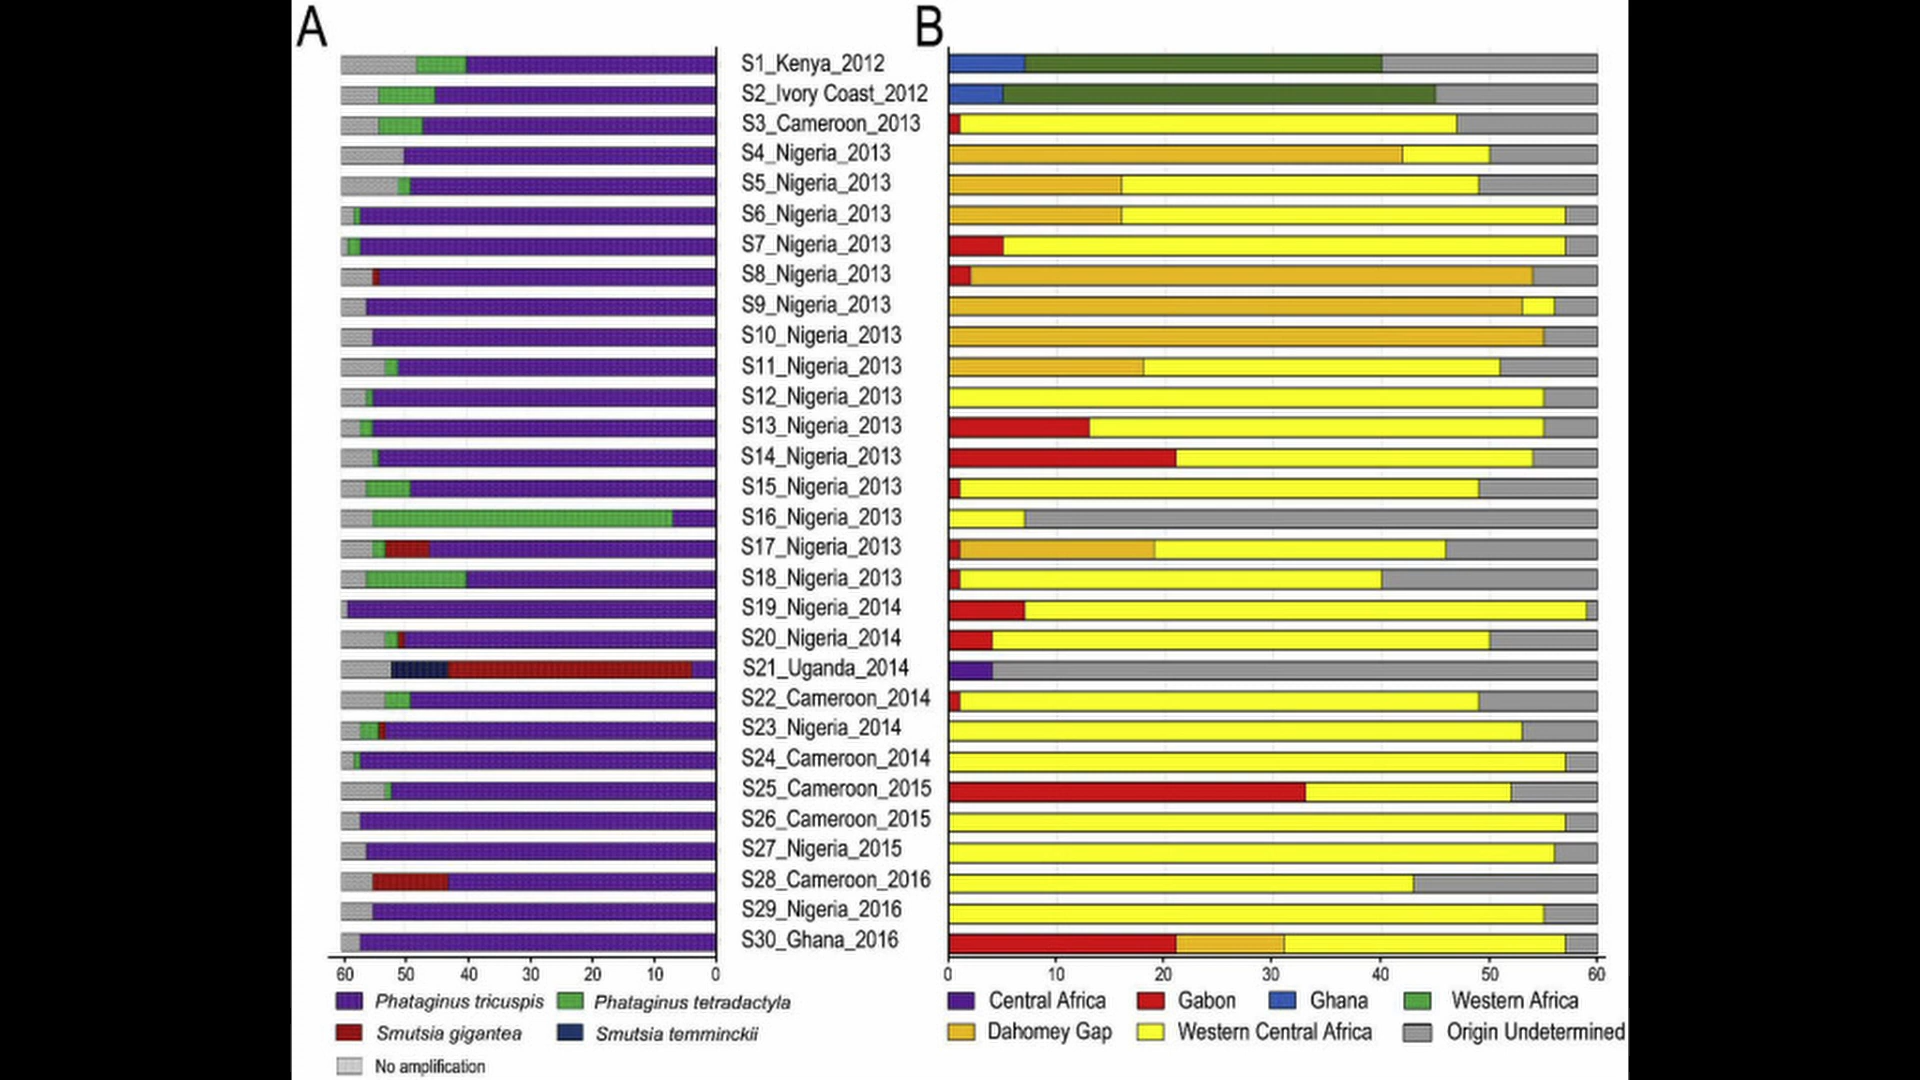 A
B
S1_Kenya_2012
S2_Ivory Coast_2012
S3_Cameroon_2013
S4_Nigeria_2013
S5_Nigeria_2013
S6_Nigeria_2013
S7_Nigeria_2013
S8_Nigeria_2013
S9_Nigeria_2013
S10_Nigeria_2013
S11_Nigeria_2013
S12_Nigeria_2013
S13_Nigeria_2013
S14_Nigeria_2013
S15_Nigeria_2013
S16_Nigeria_2013
S17_Nigeria_2013
S18_Nigeria_2013
S19_Nigeria_2014
S20_Nigeria_2014
S21_Uganda_2014
S22_Cameroon_2014
S23_Nigeria_2014
S24_Cameroon_2014
S25_Cameroon_2015
S26_Cameroon_2015
S27_Nigeria_2015
S28_Cameroon_2016
S29_Nigeria_2016
S30_Ghana_2016
60 50 40 30 20 10 0
0 10 20 30 40 50 60
Phataginus tricuspis Phataginus tetradactyla
Smutsia gigantea Smutsia temminckii
No amplification
Central Africa Gabon Ghana Western Africa
Dahomey Gap Western Central Africa Origin Undetermined